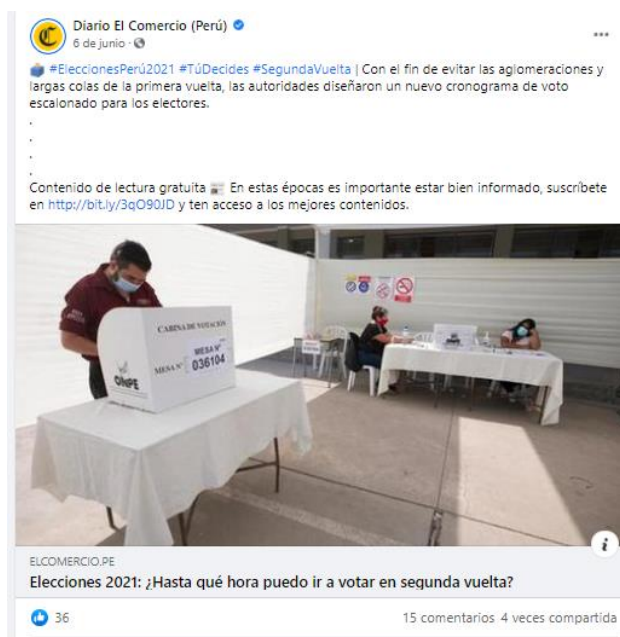 Diario El Comercio (Perú)
6 de junio ·
#EleccionesPerú2021 #TúDecides #SegundaVuelta | Con el fin de evitar las aglomeraciones y
largas colas de la primera vuelta, las autoridades diseñaron un nuevo cronograma de voto
escalonado para los electores.
.
.
.
.
Contenido de lectura gratuita 📰 En estas épocas es importante estar bien informado, suscríbete
en http://bit.ly/3qO90JD y ten acceso a los mejores contenidos.
CABINA DE VOTACIÓN
MESA N°
MESA N°
036104
ONPE
ELCOMERCIO.PE
Elecciones 2021: ¿Hasta qué hora puedo ir a votar en segunda vuelta?
36
15 comentarios 4 veces compartida